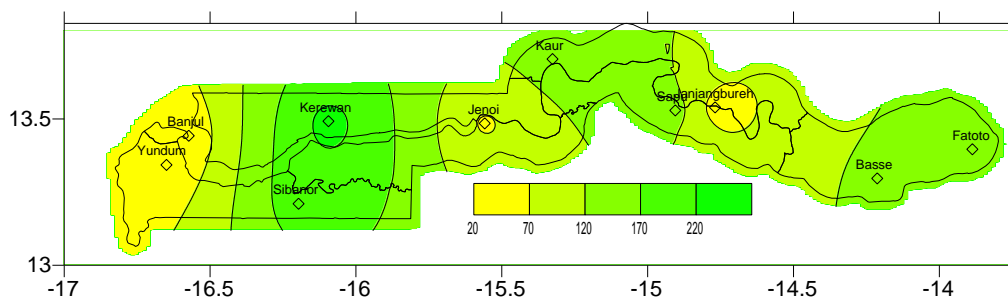 Kaur
Sapu
Janjangbureh
Kerewan
Jenoi
Banjul
13.5
Yundum
Fatoto
Basse
Sibanor
20 70 120 170 220
13
-17 -16.5 -16 -15.5 -15 -14.5 -14